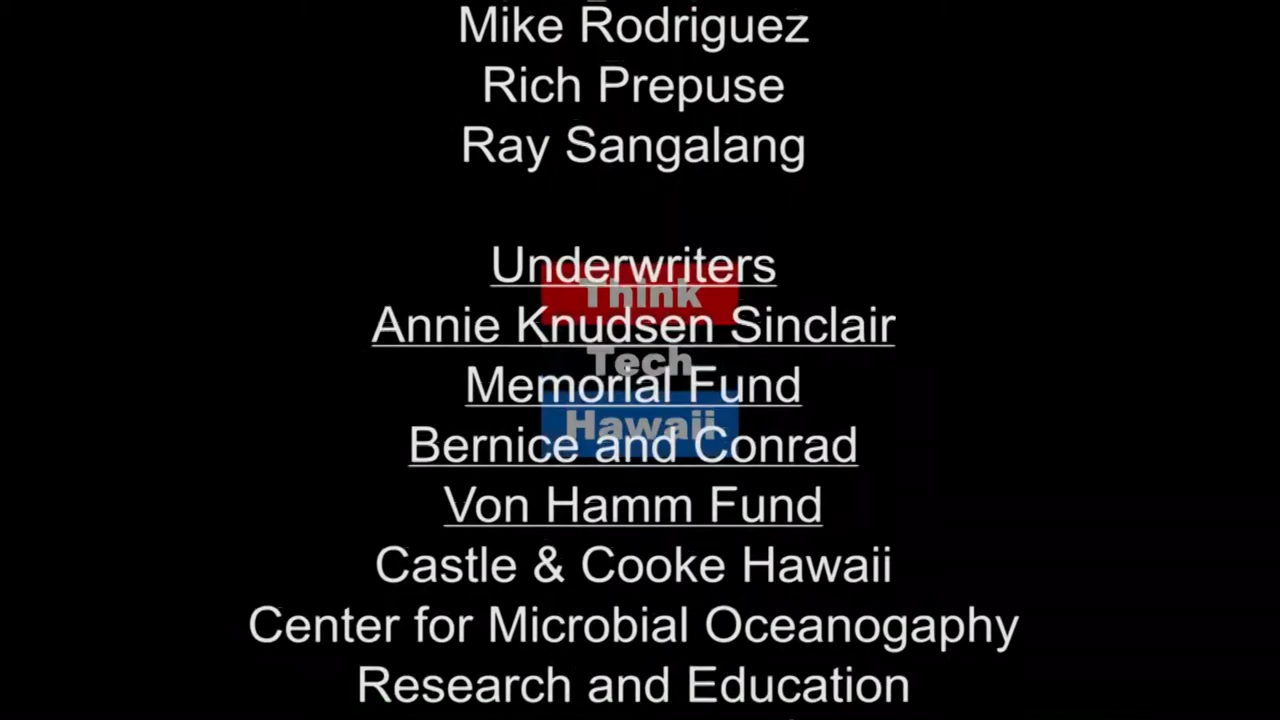 Mike Rodriguez
Rich Prepuse
Ray Sangalang
Underwriters
Think
Annie Knudsen Sinclair
Tech
Memorial Fund
Hawaii
Bernice and Conrad
Von Hamm Fund
Castle & Cooke Hawaii
Center for Microbial Oceanogaphy
Research and Education